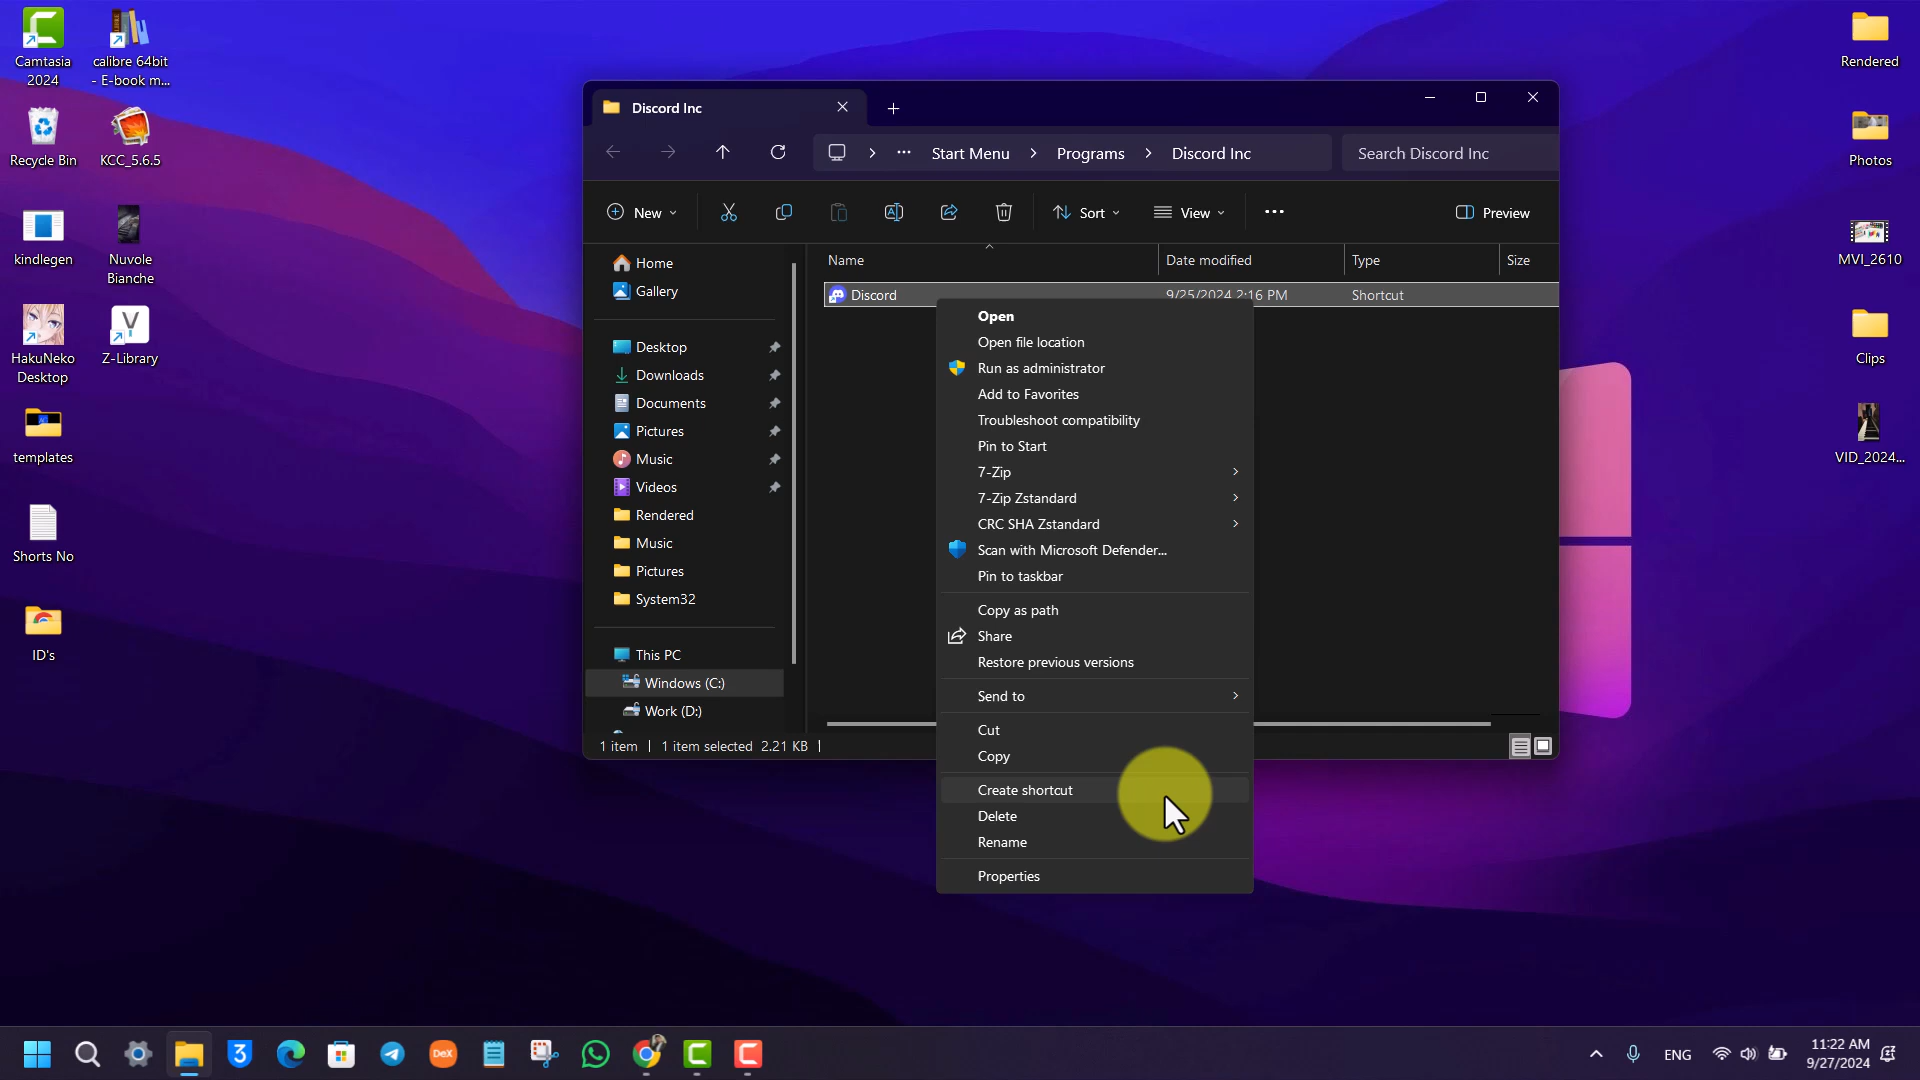 Camtasia
2024
calibre 64bit
- E-book m...
Recycle Bin
KCC_5.6.5
kindlegen
Nuvole
Bianche
HakuNeko
Desktop
Z-Library
templates
Shorts No
ID's
Rendered
Photos
MVI_2610
Clips
VID_2024...
Discord Inc
Start Menu
Programs
Discord Inc
Search Discord Inc
New
Sort
View
Preview
Home
Gallery
Desktop
Downloads
Documents
Pictures
Music
Videos
Rendered
Music
Pictures
System32
This PC
Windows (C:)
Work (D:)
Name
Date modified
Type
Size
Discord
9/25/2024 2:16 PM
Shortcut
Open
Open file location
Run as administrator
Add to Favorites
Troubleshoot compatibility
Pin to Start
7-Zip
7-Zip Zstandard
CRC SHA Zstandard
Scan with Microsoft Defender...
Pin to taskbar
Copy as path
Share
Restore previous versions
Send to
Cut
Copy
Create shortcut
Delete
Rename
Properties
1 item
1 item selected 2.21 KB
DeX
ENG
11:22 AM
9/27/2024